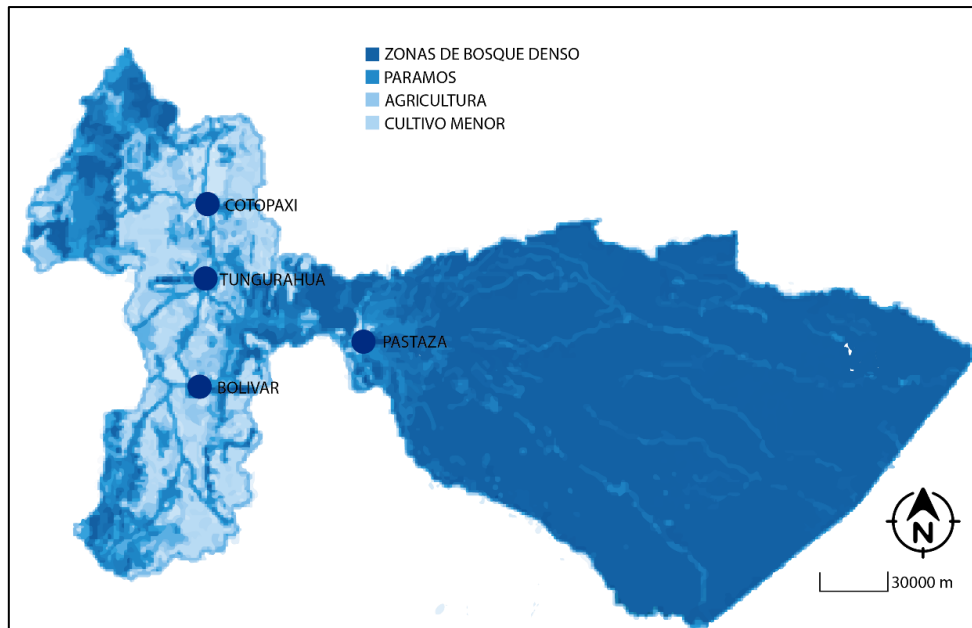 ZONAS DE BOSQUE DENSO
PARAMOS
AGRICULTURA
CULTIVO MENOR
COTOPAXI
TUNGURAHUA
PASTAZA
BOLIVAR
N
30000 m